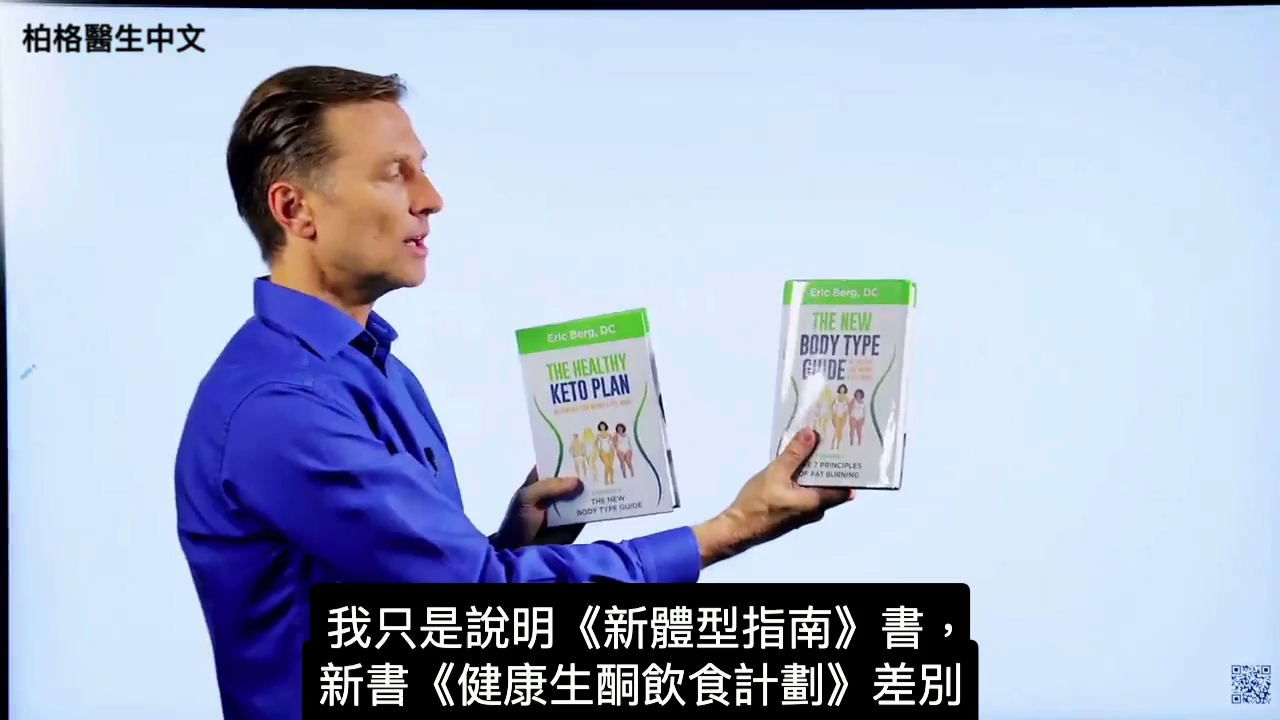 柏格醫生中文
Eric Berg, DC
THE HEALTHY
KETO PLAN
THE NEW
BODY TYPE GUIDE
Eric Berg, DC
THE NEW
BODY TYPE
GUIDE
7 PRINCIPLES
OF FAT BURNING
我只是說明《新體型指南》書，
新書《健康生酮飲食計劃》差別